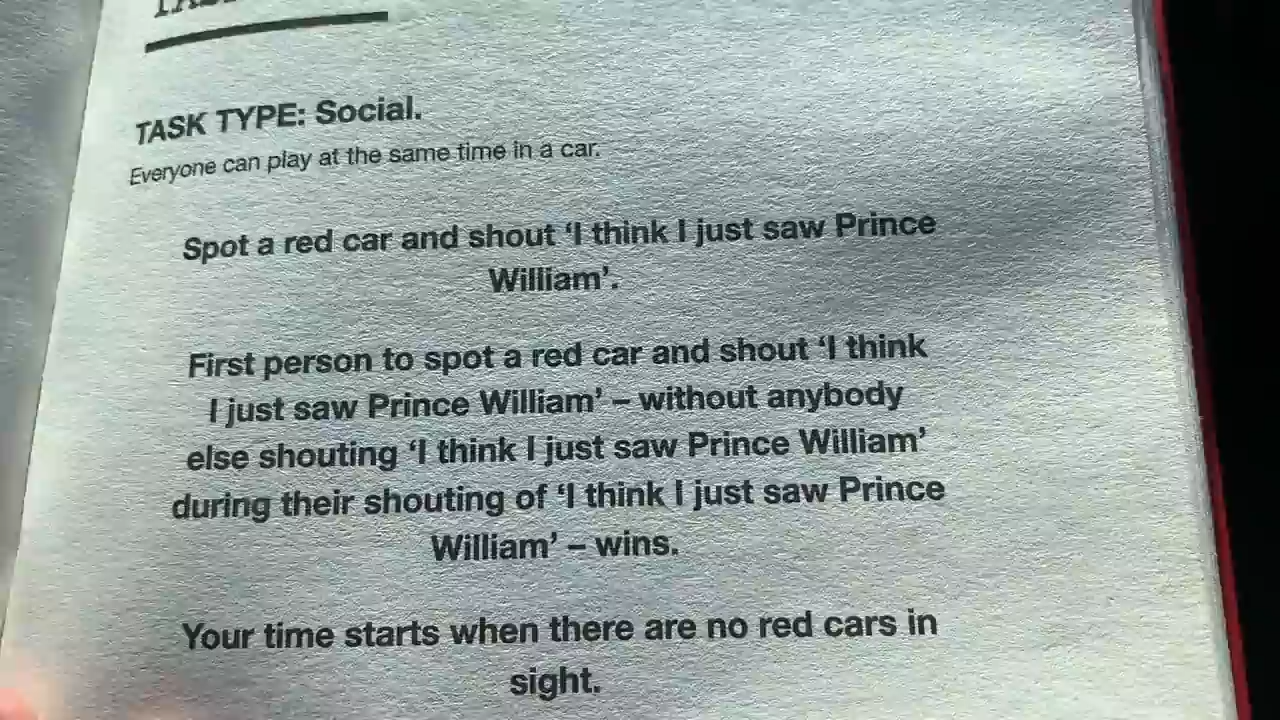 TASK TYPE: Social.
Everyone can play at the same time in a car.
Spot a red car and shout ‘I think I just saw Prince
William’.
First person to spot a red car and shout ‘I think
I just saw Prince William’ – without anybody
else shouting ‘I think I just saw Prince William’
during their shouting of ‘I think I just saw Prince
William’ – wins.
Your time starts when there are no red cars in
sight.